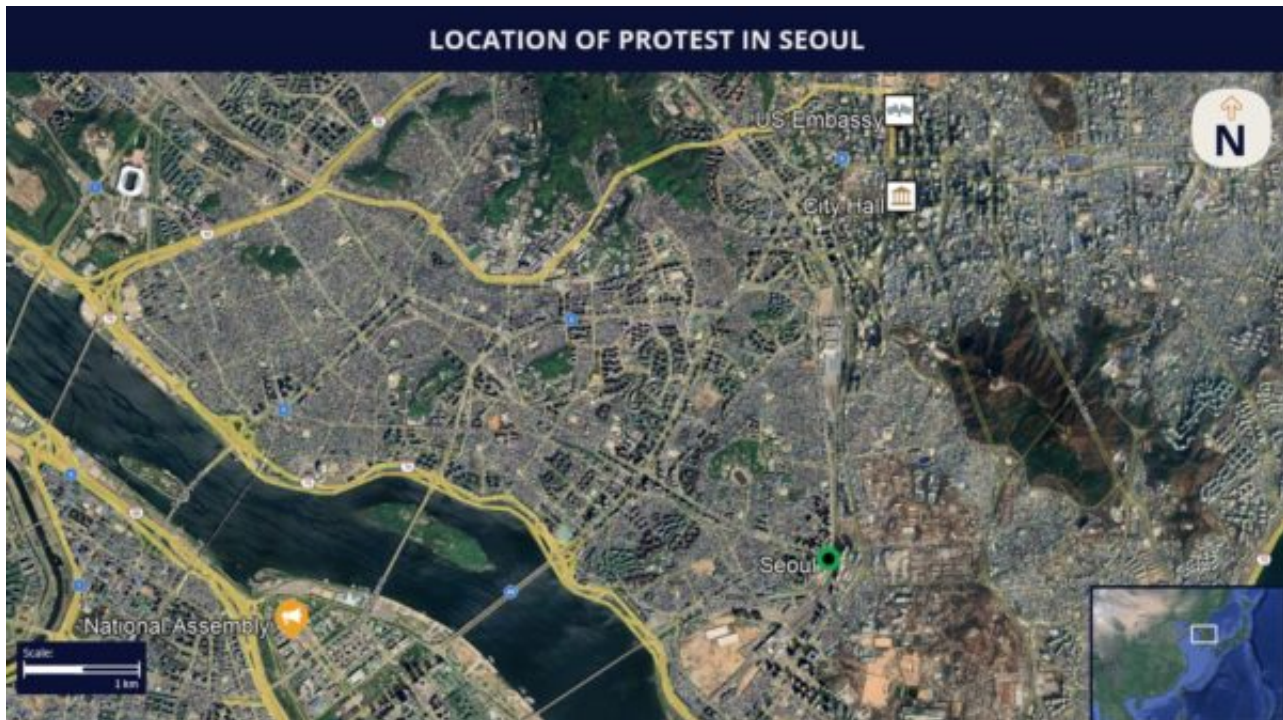 LOCATION OF PROTEST IN SEOUL
US Embassy
N
City Hall
Seoul
National Assembly
Scale:
1 km